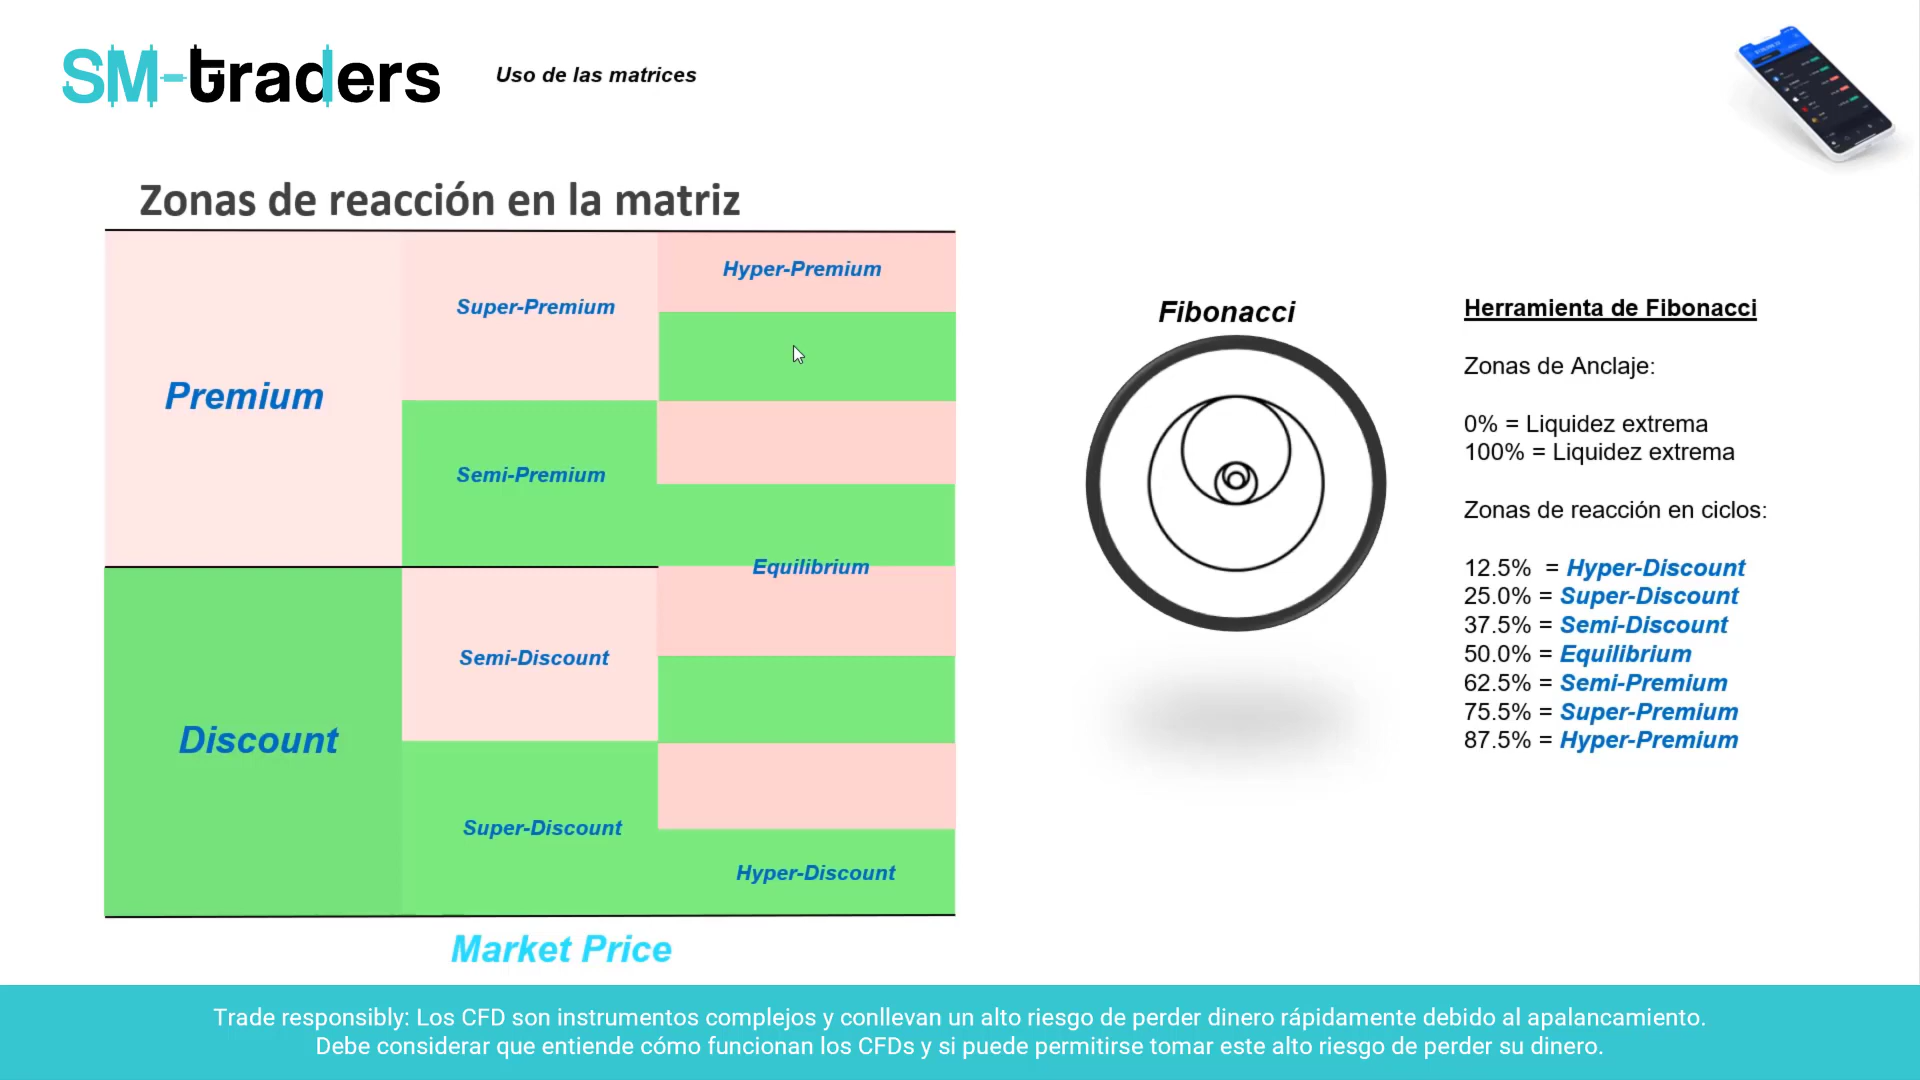 SM-traders
Uso de las matrices
Zonas de reacción en la matriz
Premium
Super-Premium
Semi-Premium
Hyper-Premium
Equilibrium
Discount
Semi-Discount
Super-Discount
Hyper-Discount
Market Price
Fibonacci
Herramienta de Fibonacci
Zonas de Anclaje:
0% = Liquidez extrema
100% = Liquidez extrema
Zonas de reacción en ciclos:
12.5% = Hyper-Discount
25.0% = Super-Discount
37.5% = Semi-Discount
50.0% = Equilibrium
62.5% = Semi-Premium
75.5% = Super-Premium
87.5% = Hyper-Premium
Trade responsibly: Los CFD son instrumentos complejos y conllevan un alto riesgo de perder dinero rápidamente debido al apalancamiento.
Debe considerar que entiende cómo funcionan los CFDs y si puede permitirse tomar este alto riesgo de perder su dinero.